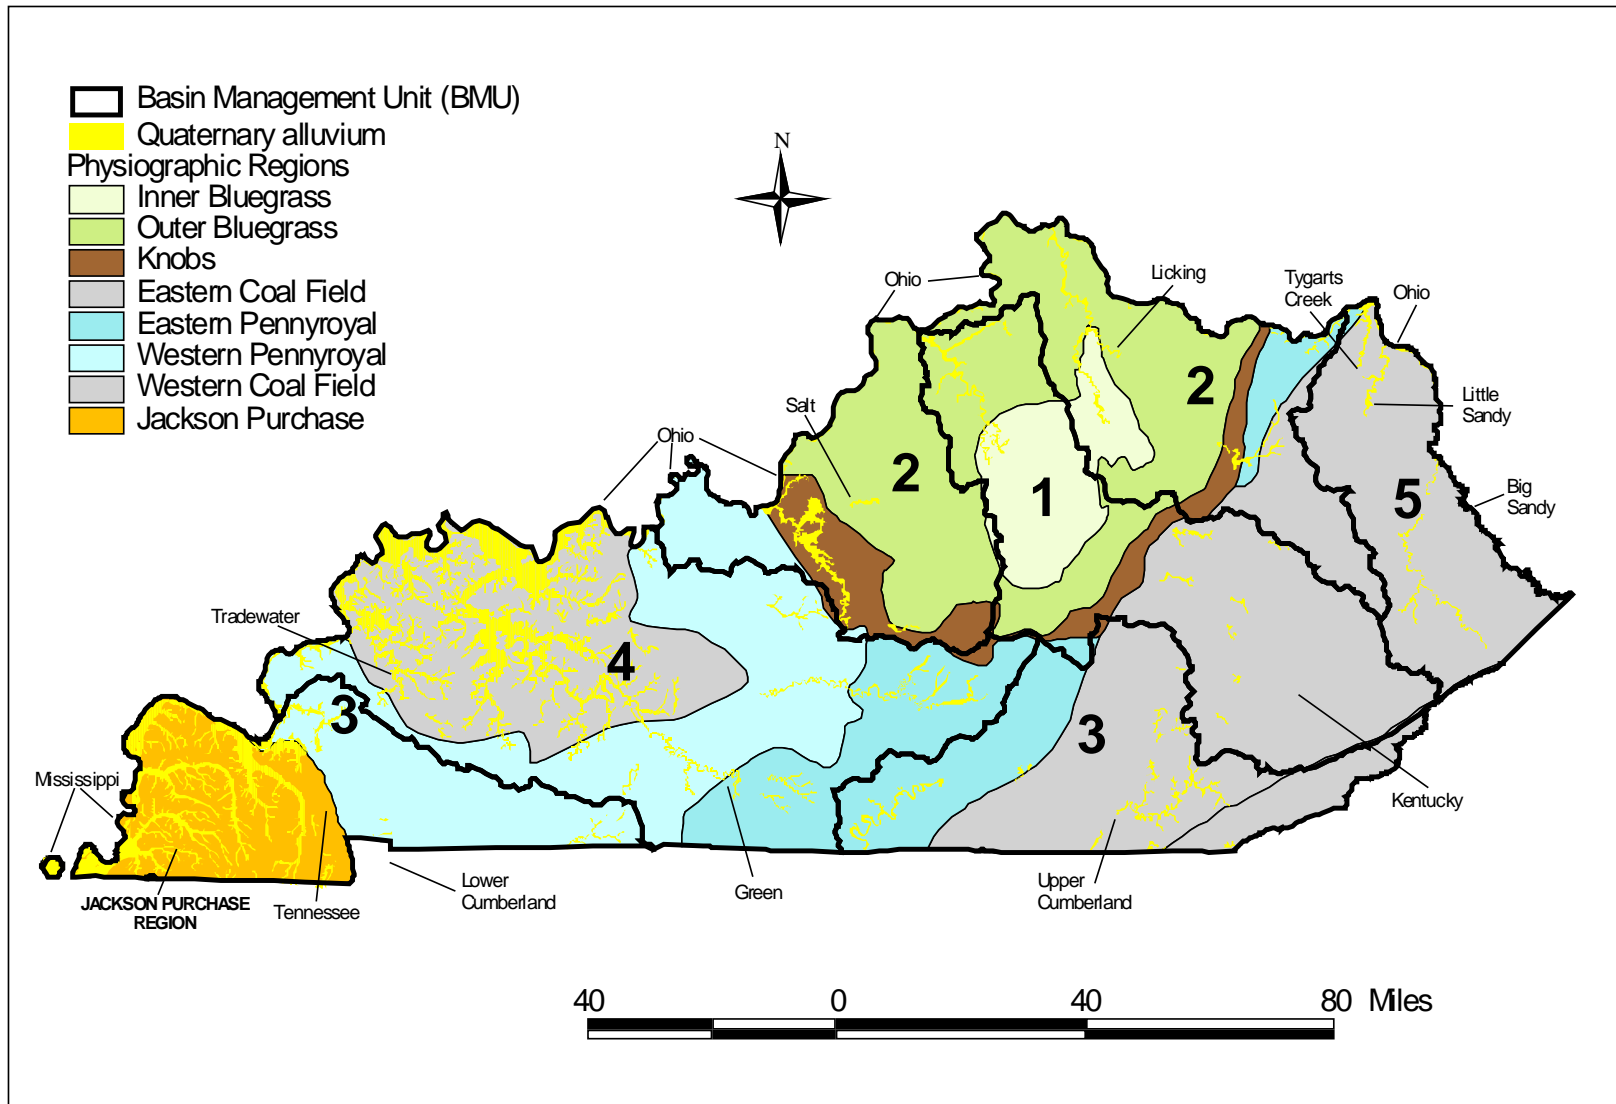 Basin Management Unit (BMU)
Quaternary alluvium
Physiographic Regions
Inner Bluegrass
Outer Bluegrass
Knobs
Eastern Coal Field
Eastern Pennyroyal
Western Pennyroyal
Western Coal Field
Jackson Purchase
N
Ohio
Licking
Tygarts
Creek
Ohio
Little
Sandy
Big
Sandy
Salt
Ohio
Tradewater
Mississippi
2
2
1
5
4
3
3
Kentucky
JACKSON PURCHASE
REGION
Tennessee
Lower
Cumberland
Green
Upper
Cumberland
40 0 40 80 Miles